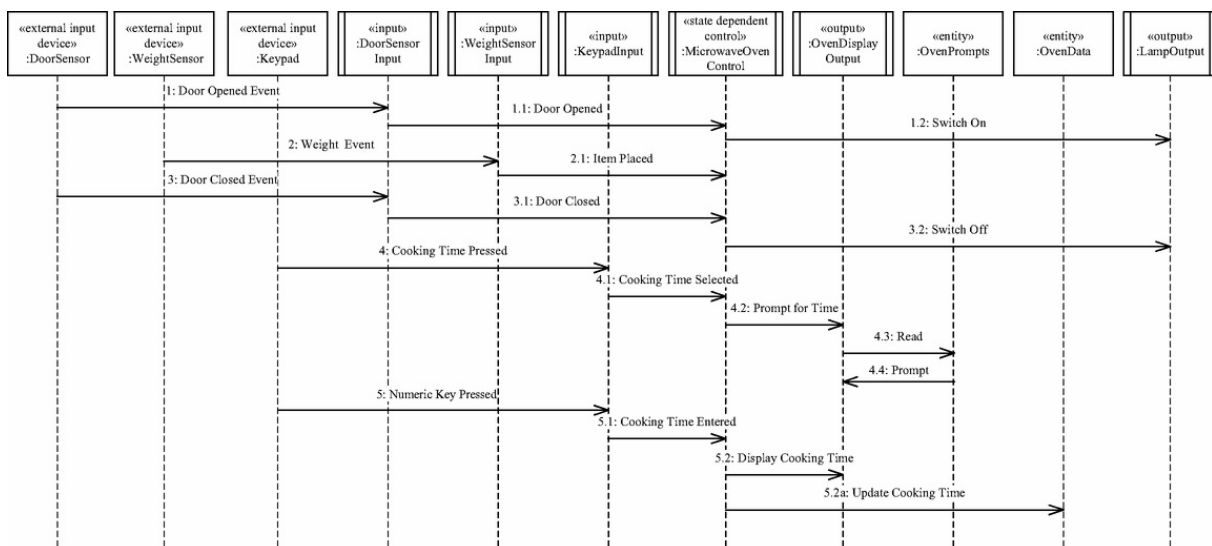 «external input
device»
:DoorSensor
«external input
device»
:WeightSensor
«external input
device»
:Keypad
«input»
:DoorSensor
Input
«input»
:WeightSensor
Input
«input»
:KeypadInput
«state dependent
control»
:MicrowaveOven
Control
«output»
:OvenDisplay
Output
«entity»
:OvenPrompts
«entity»
:OvenData
«output»
:LampOutput
1: Door Opened Event
1.1: Door Opened
1.2: Switch On
2: Weight Event
2.1: Item Placed
3: Door Closed Event
3.1: Door Closed
3.2: Switch Off
4: Cooking Time Pressed
4.1: Cooking Time Selected
4.2: Prompt for Time
4.3: Read
4.4: Prompt
5: Numeric Key Pressed
5.1: Cooking Time Entered
5.2: Display Cooking Time
5.2a: Update Cooking Time